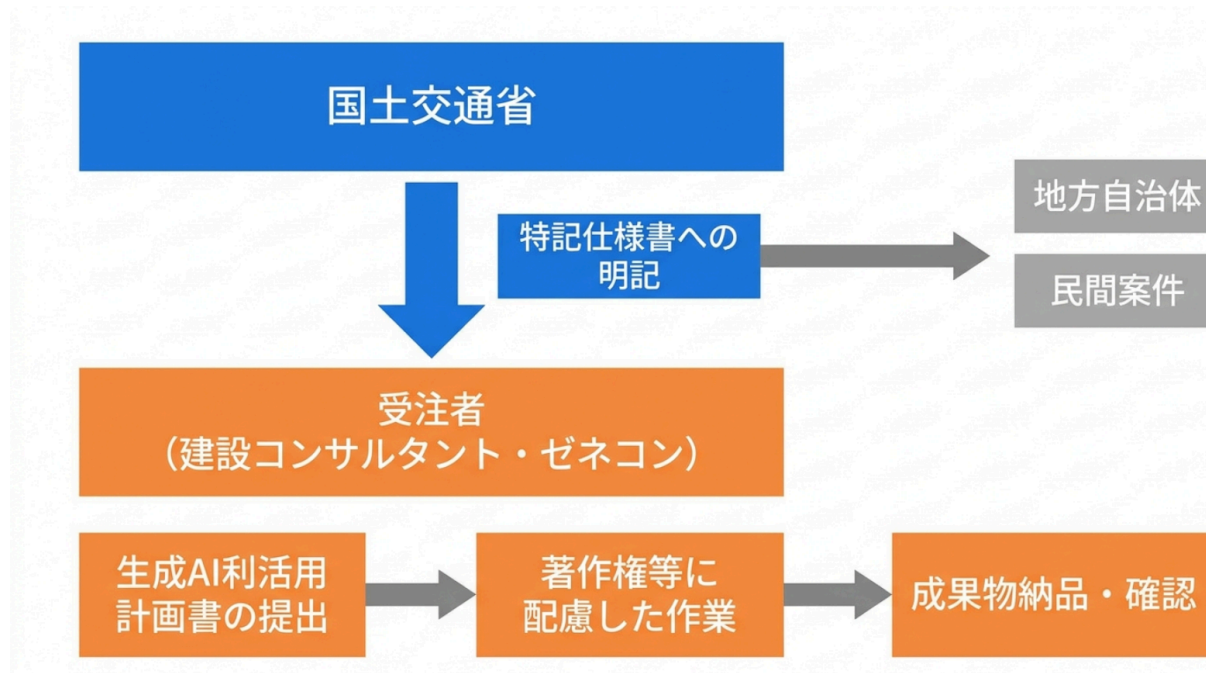 国土交通省
特記仕様書への
明記
地方自治体
民間案件
受注者
（建設コンサルタント・ゼネコン）
生成AI利活用
計画書の提出
著作権等に
配慮した作業
成果物納品・確認